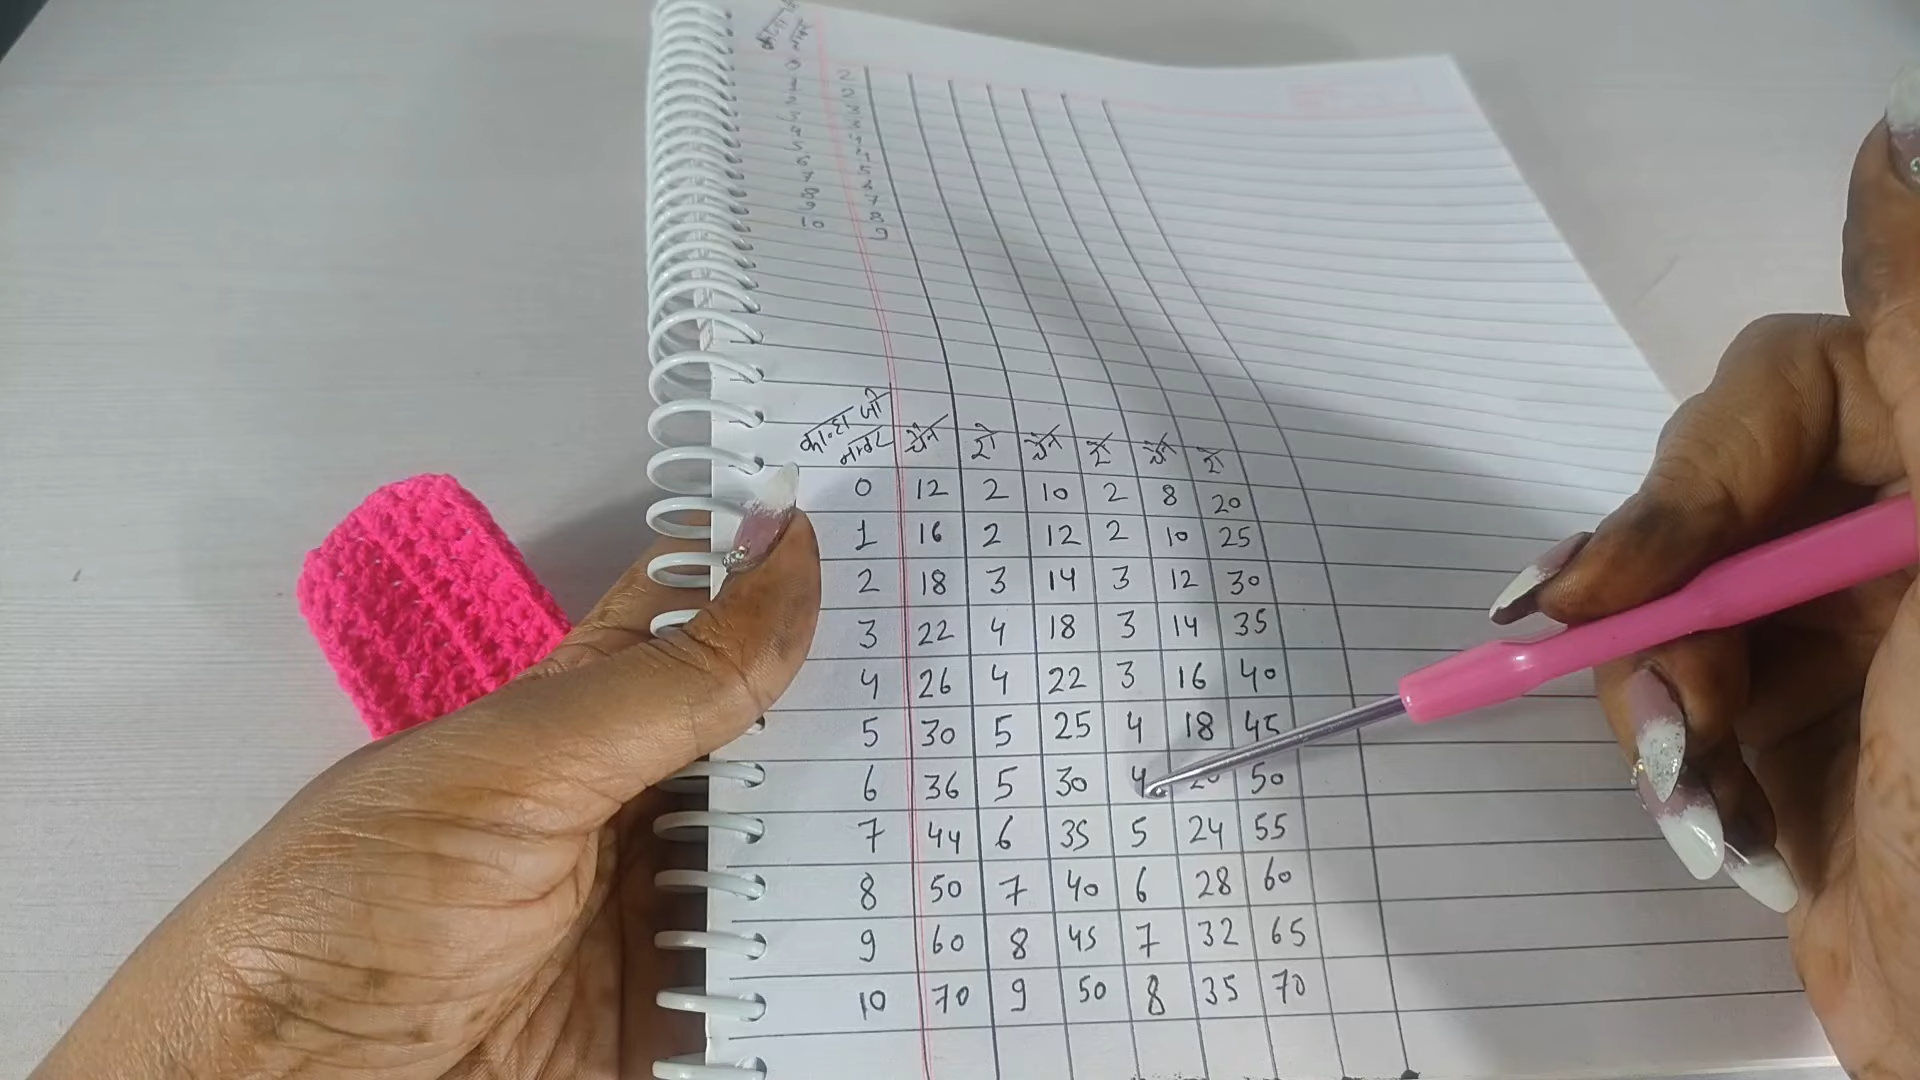 कान्हा जी
नाम्बर चैन रो चैन रो चैन रो
0 12 2 10 2 8 20
1 16 2 12 2 10 25
2 18 3 14 3 12 30
3 22 4 18 3 14 35
4 26 4 22 3 16 40
5 30 5 25 4 18 45
6 36 5 30 4 20 50
7 44 6 35 5 24 55
8 50 7 40 6 28 60
9 60 8 45 7 32 65
10 70 9 50 8 35 70